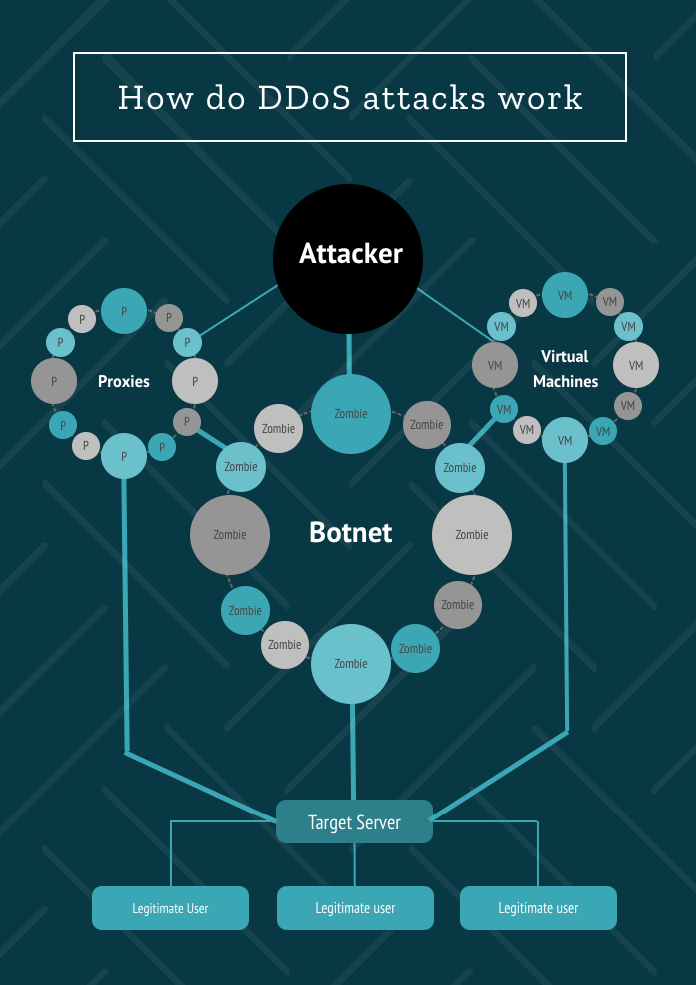 How do DDoS attacks work
Attacker
P
P
P
P
P
P
P
Proxies
P
P
P
P
P
P
VM
VM
VM
VM
VM
VM
VM
Virtual
Machines
VM
VM
VM
VM
VM
VM
Zombie
Zombie
Zombie
Zombie
Zombie
Zombie
Botnet
Zombie
Zombie
Zombie
Zombie
Zombie
Zombie
Target Server
Legitimate User
Legitimate user
Legitimate user